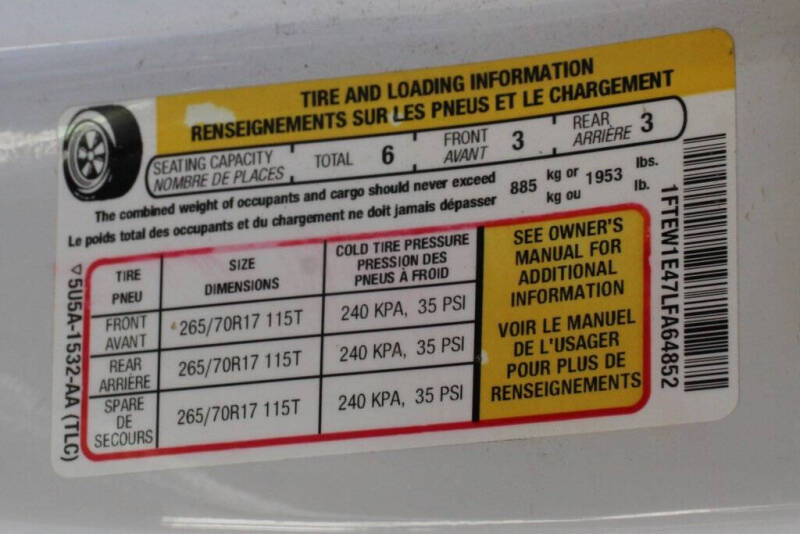 TIRE AND LOADING INFORMATION
RENSEIGNEMENTS SUR LES PNEUS ET LE CHARGEMENT
SEATING CAPACITY
NOMBRE DE PLACES
TOTAL 6
FRONT
AVANT
3
REAR
ARRIÈRE
3
The combined weight of occupants and cargo should never exceed
Le poids total des occupants et du chargement ne doit jamais dépasser
885
kg or
kg ou
1953
lbs.
lb.
TIRE
PNEU
SIZE
DIMENSIONS
COLD TIRE PRESSURE
PRESSION DES
PNEUS À FROID
FRONT
AVANT
265/70R17 115T
240 KPA, 35 PSI
REAR
ARRIÈRE
265/70R17 115T
240 KPA, 35 PSI
SPARE
DE
SECOURS
265/70R17 115T
240 KPA, 35 PSI
SEE OWNER'S
MANUAL FOR
ADDITIONAL
INFORMATION
VOIR LE MANUEL
DE L'USAGER
POUR PLUS DE
RENSEIGNEMENTS
1FTEW1E47LFA64852
▽5U5A-1532-AA (TLC)